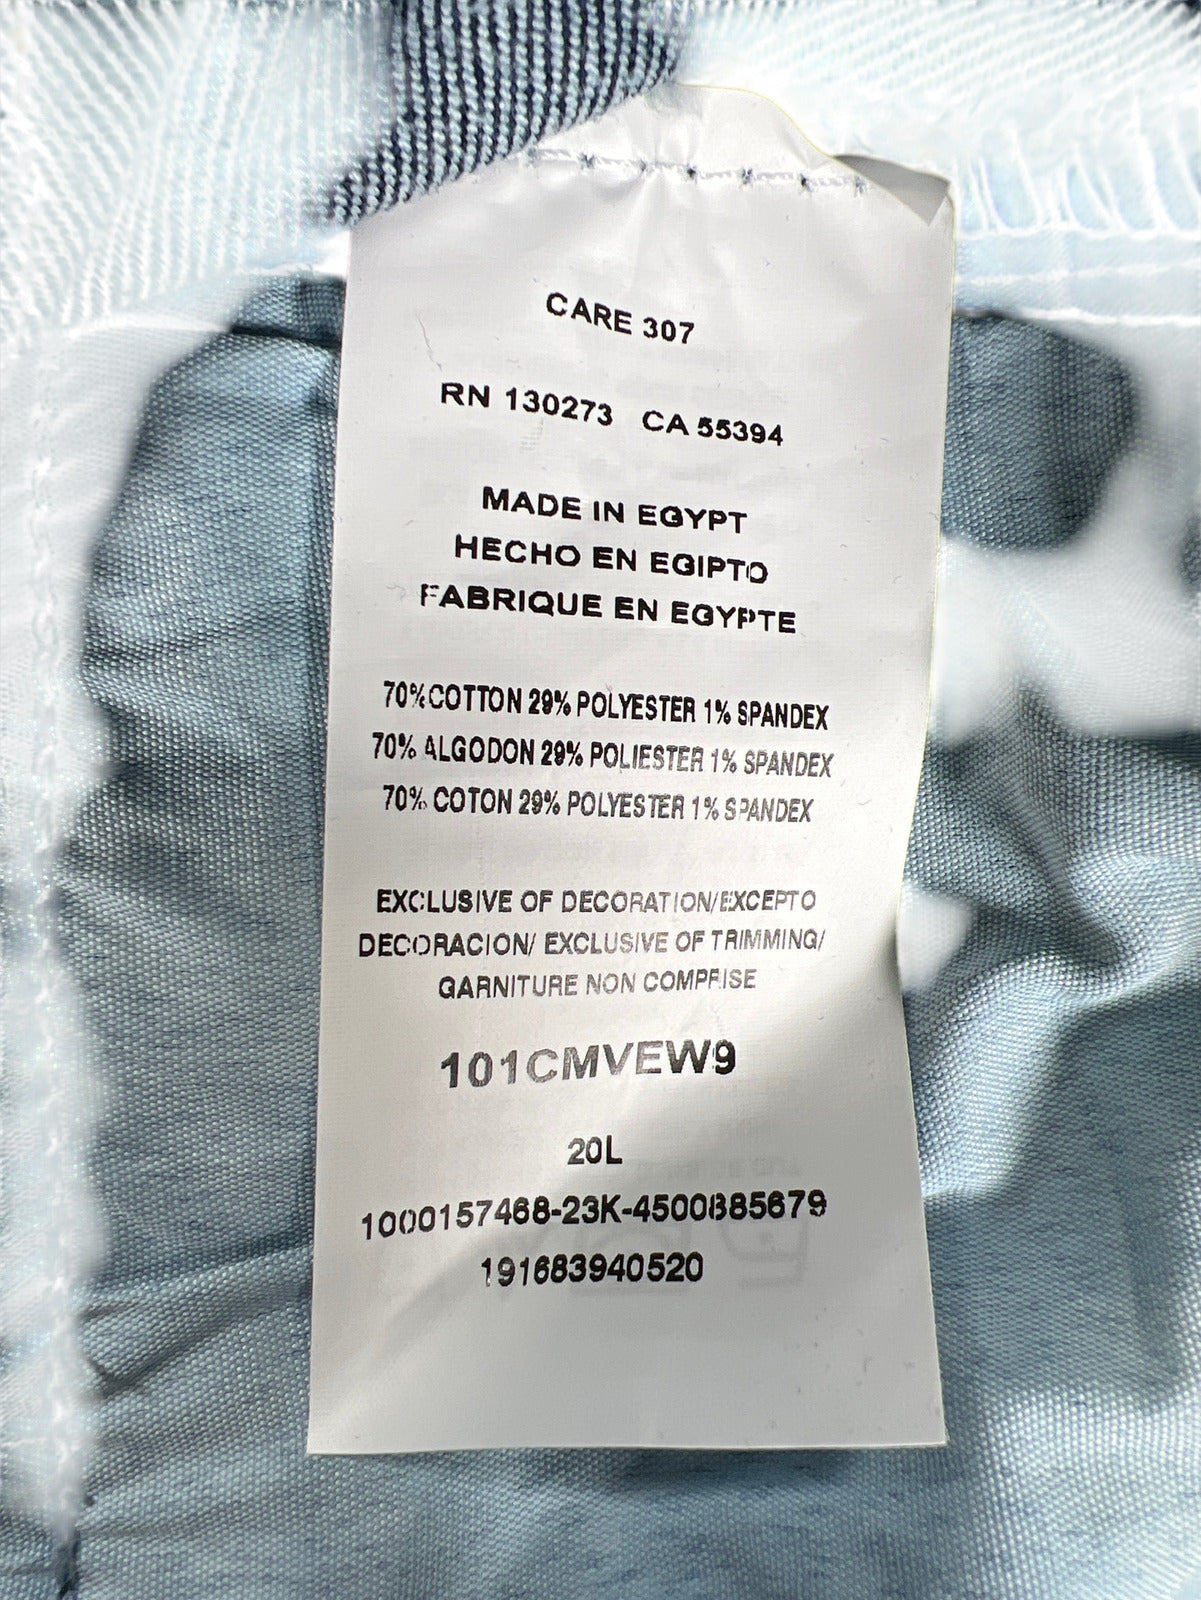 CARE 307
RN 130273 CA 55394
MADE IN EGYPT
HECHO EN EGIPTO
FABRIQUE EN EGYPTE
70%COTTON 29% POLYESTER 1% SPANDEX
70% ALGODON 29% POLIESTER 1% SPANDEX
70% COTON 29% POLYESTER 1% SPANDEX
EXCLUSIVE OF DECORATION/EXCEPTO
DECORACION/ EXCLUSIVE OF TRIMMING/
GARNITURE NON COMPRISE
101CMVEW9
20L
1000157468-23K-4500885679
191683940520